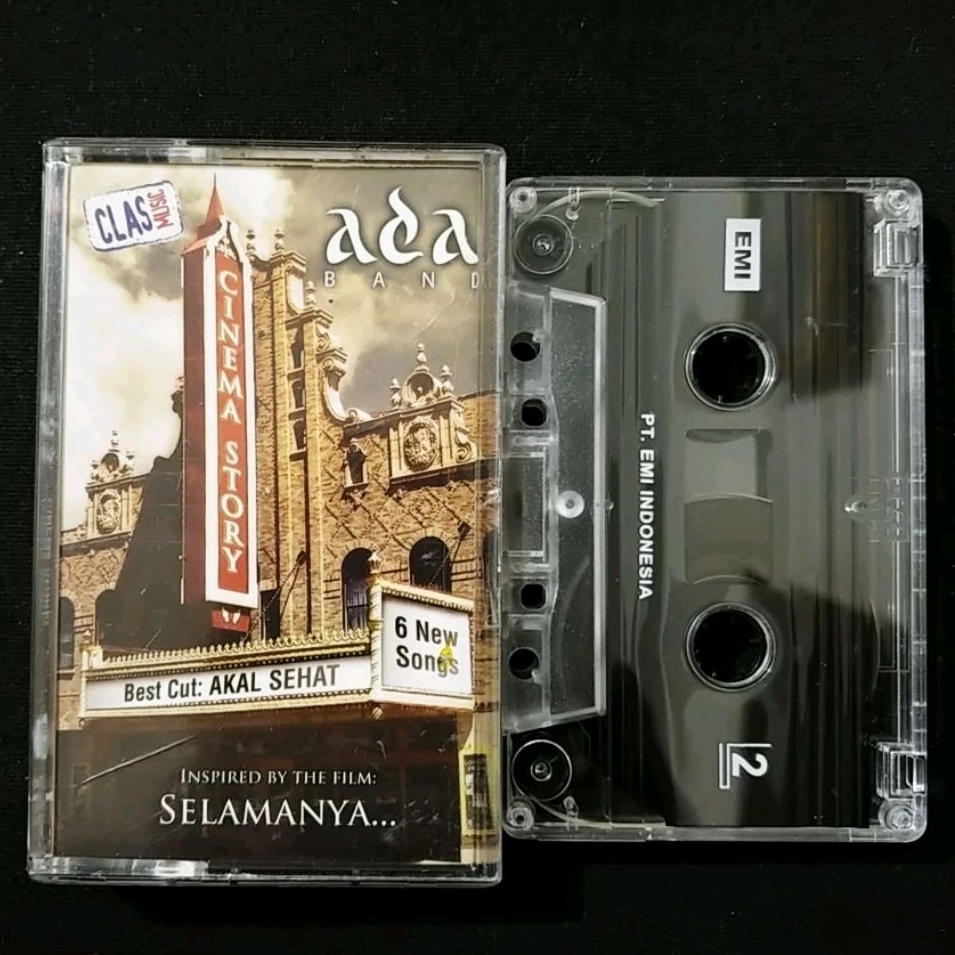 CLAS
MUSIC
ada
BAND
A CINEMA STORY
6 New
Songs
Best Cut: AKAL SEHAT
INSPIRED BY THE FILM:
SELAMANYA...
EMI
PT. EMI INDONESIA
2